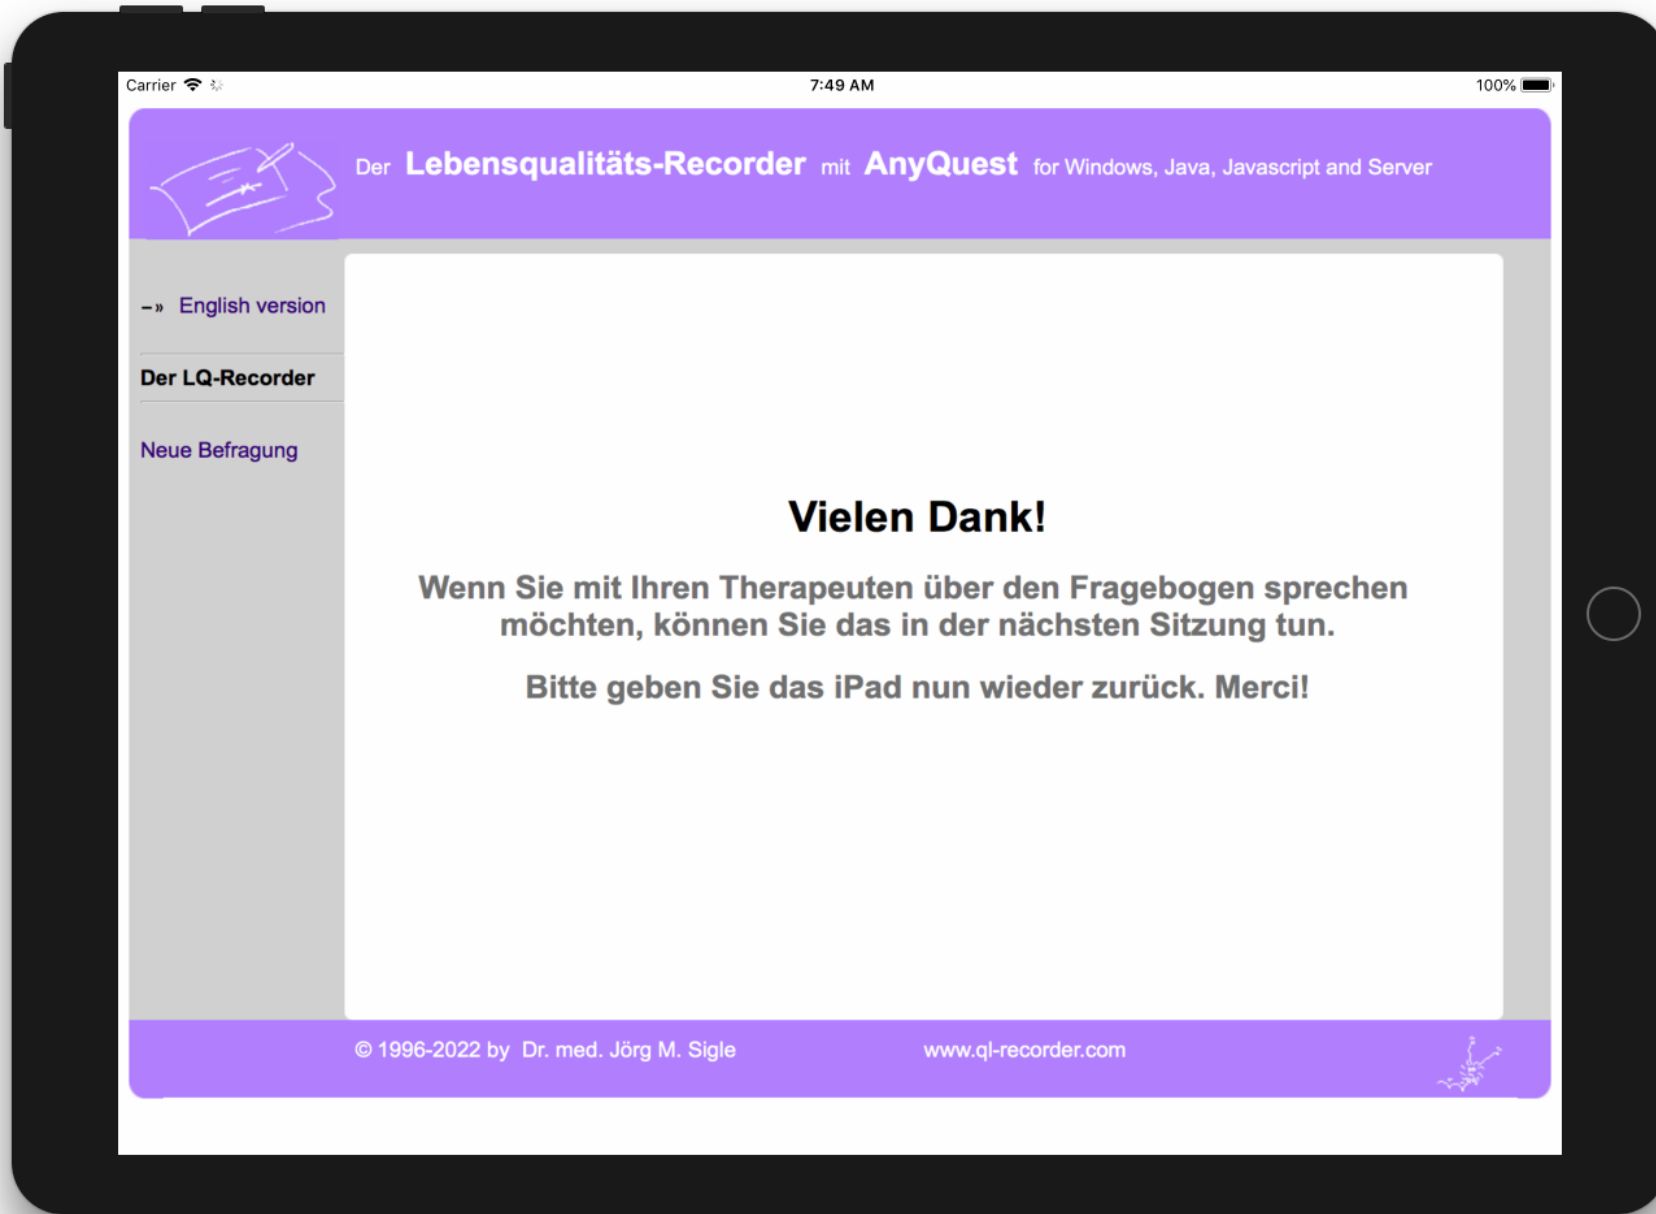 Carrier
7:49 AM
100%
Der Lebensqualitäts-Recorder mit AnyQuest for Windows, Java, Javascript and Server
–» English version
Der LQ-Recorder
Neue Befragung
Vielen Dank!
Wenn Sie mit Ihren Therapeuten über den Fragebogen sprechen
möchten, können Sie das in der nächsten Sitzung tun.
Bitte geben Sie das iPad nun wieder zurück. Merci!
© 1996-2022 by Dr. med. Jörg M. Sigle
www.ql-recorder.com